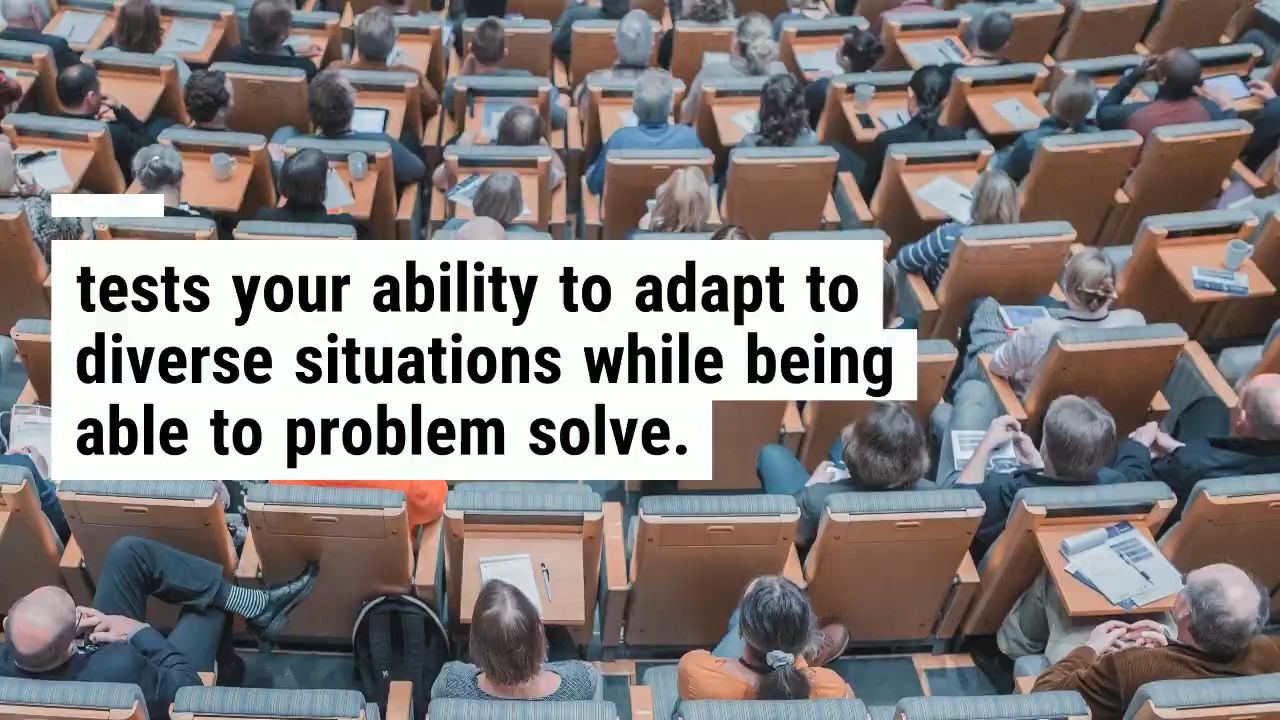 tests your ability to adapt to
diverse situations while being
able to problem solve.